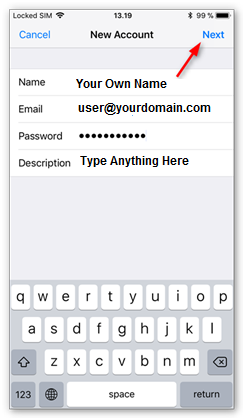 Locked SIM 13.19 99 %
Cancel New Account Next
Name Your Own Name
Email user@yourdomain.com
Password ●●●●●●●●●●●
Description Type Anything Here
q w e r t y u i o p
a s d f g h j k l
z x c v b n m
123 space return